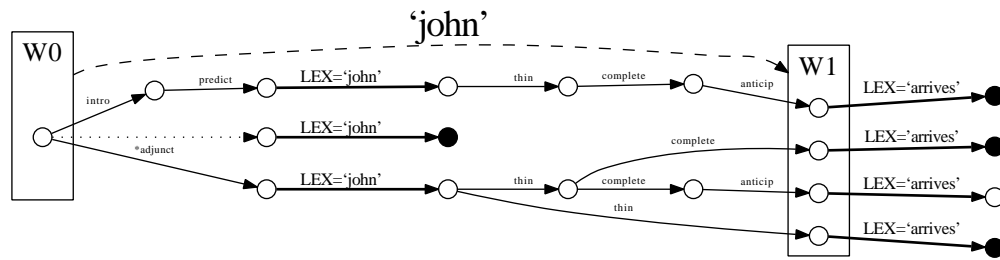 ‘john’
W0
W1
intro
predict
LEX=‘john’
thin
complete
anticip
LEX=‘arrives’
*adjunct
LEX=‘john’
complete
LEX=‘arrives’
LEX=‘john’
thin
complete
anticip
LEX=‘arrives’
thin
LEX=‘arrives’